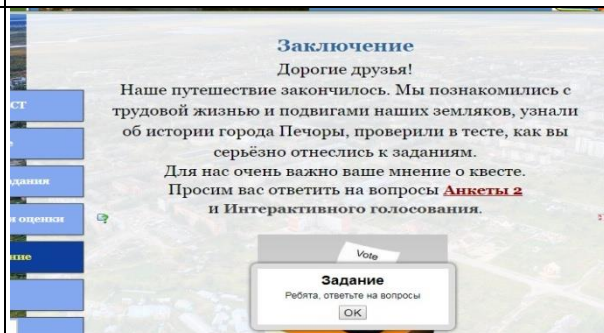 Заключение
Дорогие друзья!
Наше путешествие закончилось. Мы познакомились с
трудовой жизнью и подвигами наших земляков, узнали
об истории города Печоры, проверили в тесте, как вы
серьёзно отнеслись к заданиям.
Для нас очень важно ваше мнение о квесте.
Просим вас ответить на вопросы Анкеты 2
и Интерактивного голосования.
оценки
Vote
Задание
Ребята, ответьте на вопросы
OK